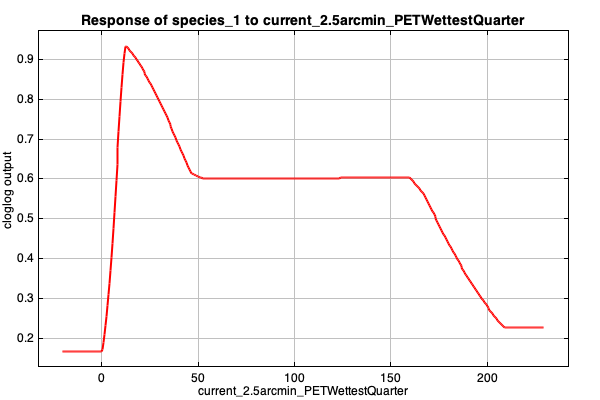 Response of species_1 to current_2.5arcmin_PETWettestQuarter
0.9
0.8
0.7
0.6
0.5
0.4
0.3
0.2
cloglog output
0 50 100 150 200
current_2.5arcmin_PETWettestQuarter